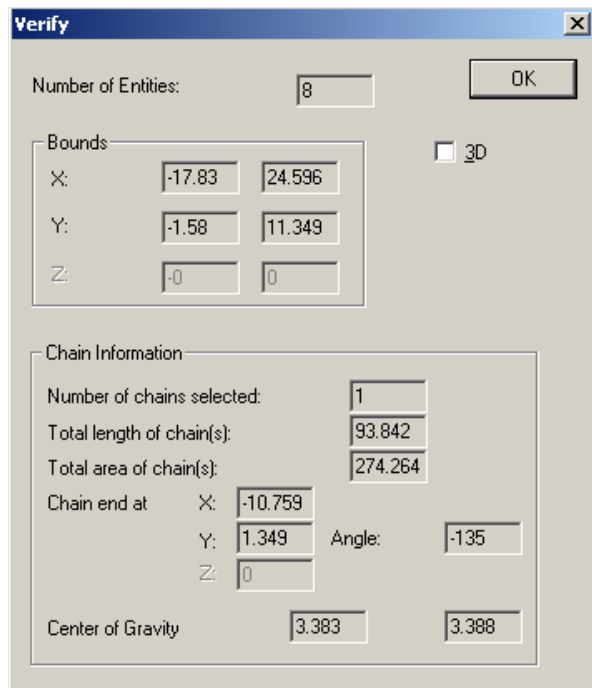 Verify
Number of Entities: 8 OK
Bounds
3D
X: -17.83 24.596
Y: -1.58 11.349
Z: -0 0
Chain Information
Number of chains selected: 1
Total length of chain(s): 93.842
Total area of chain(s): 274.264
Chain end at X: -10.759
Y: 1.349 Angle: -135
Z: 0
Center of Gravity 3.383 3.388